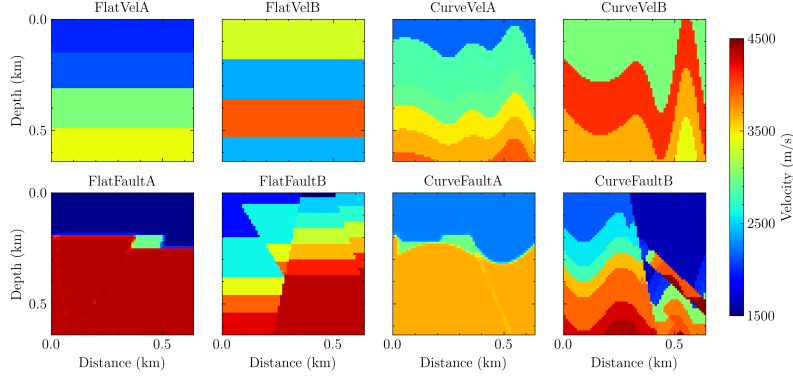 FlatVelA FlatVelB CurveVelA CurveVelB
0.0
0.5
Depth (km)
FlatFaultA FlatFaultB CurveFaultA CurveFaultB
0.0
0.5
Depth (km)
0.0 0.5 0.0 0.5 0.0 0.5 0.0 0.5
Distance (km) Distance (km) Distance (km) Distance (km)
4500
3500
2500
1500
Velocity (m/s)